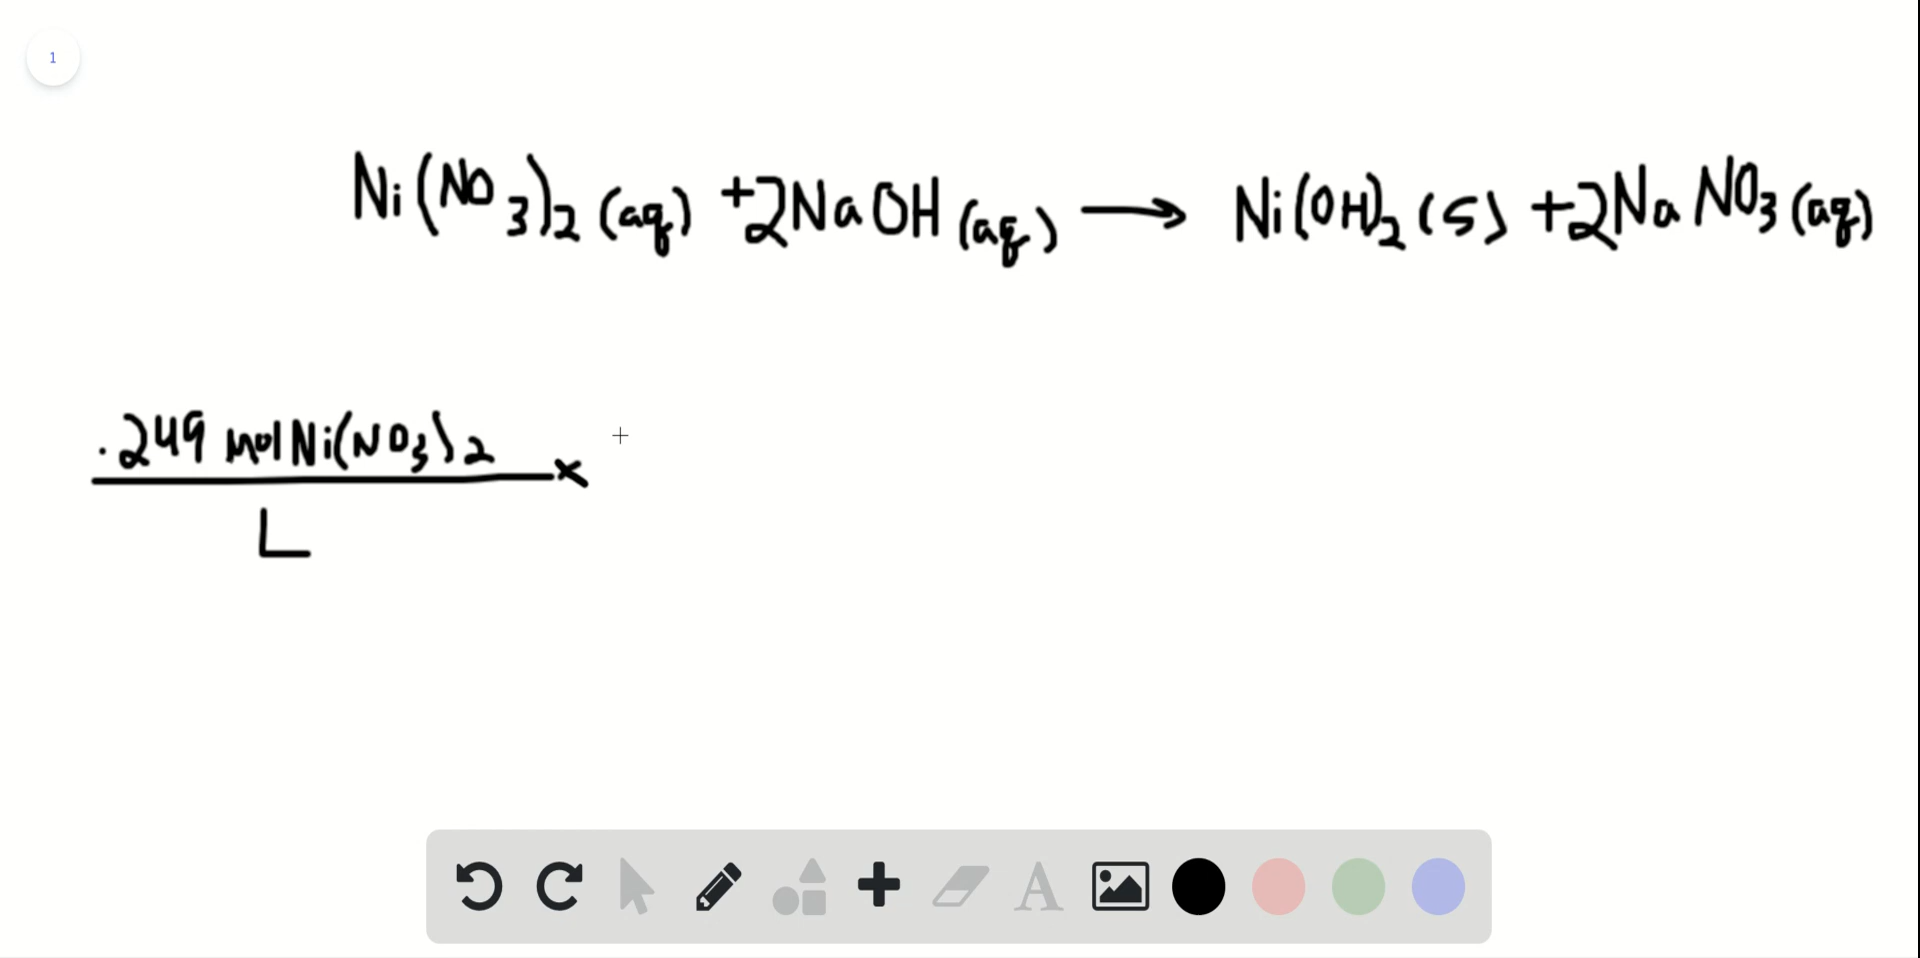 1
Ni(NO3)2 (aq) + 2NaOH (aq) → Ni(OH)2 (s) + 2NaNO3 (aq)
.249 mol Ni(NO3)2 ×
L
A